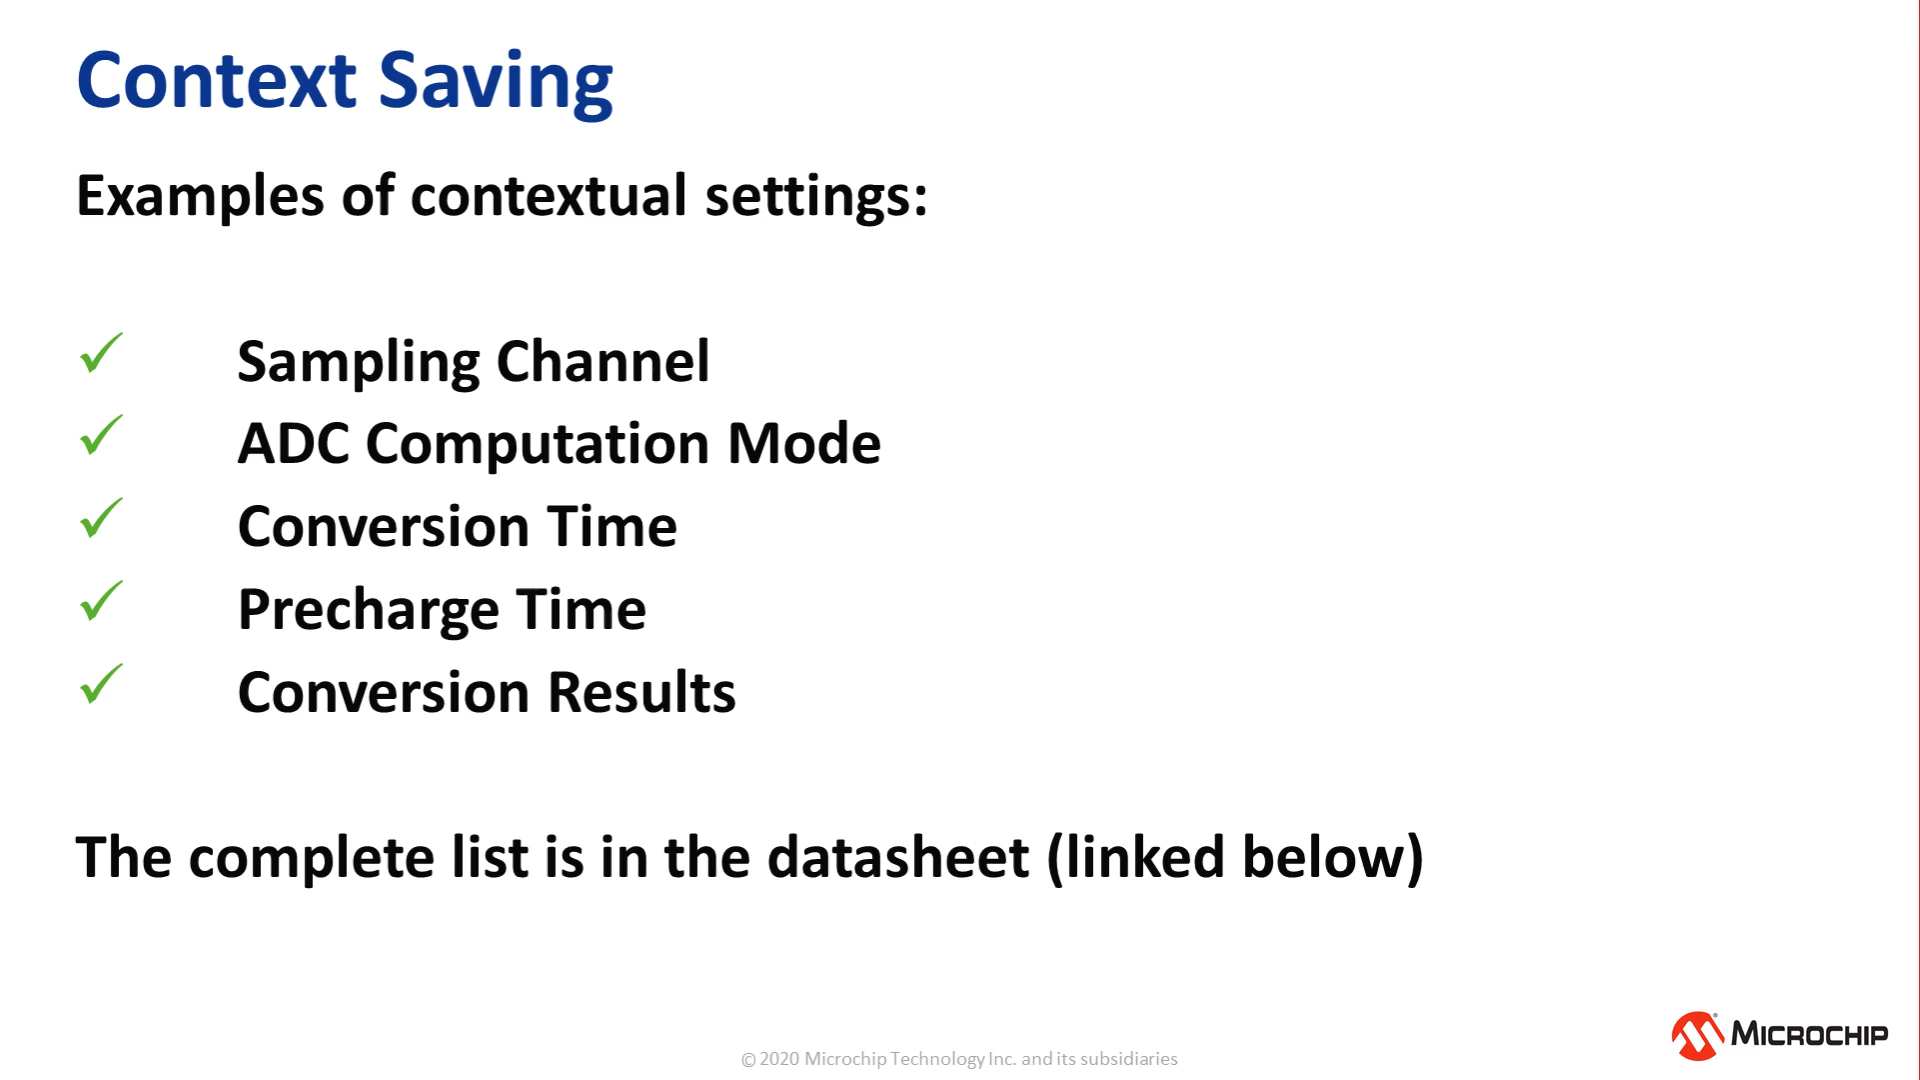 Context Saving
Examples of contextual settings:
✓ Sampling Channel
✓ ADC Computation Mode
✓ Conversion Time
✓ Precharge Time
✓ Conversion Results
The complete list is in the datasheet (linked below)
MICROCHIP
© 2020 Microchip Technology Inc. and its subsidiaries